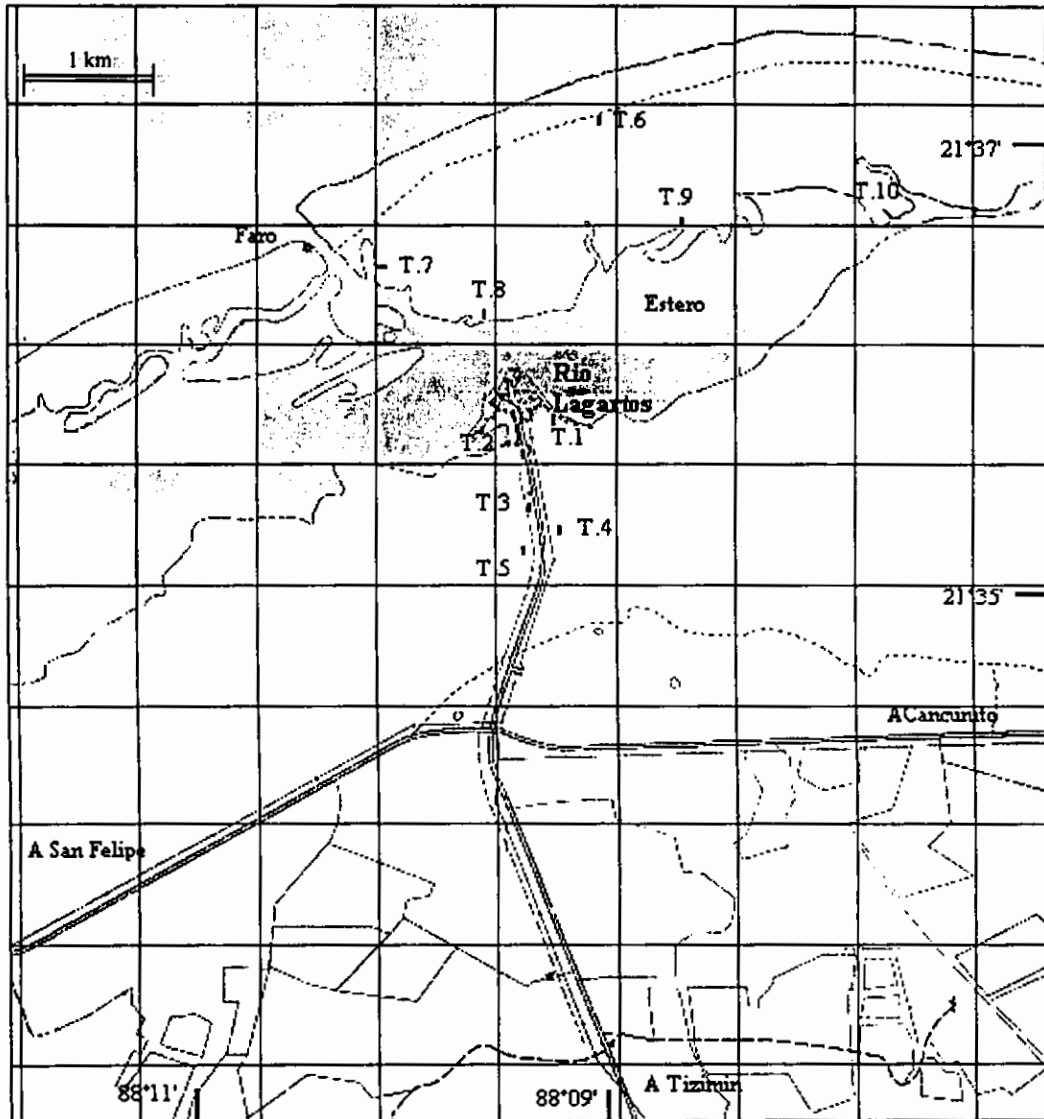 1 km
T.6
21°37'
T.10
T.9
Faro
T.7
T.8
Estero
Rio
Lagartos
T.2
T.1
T.3
T.4
T.5
21°35'
A Cancunito
A San Felipe
88°11'
88°09'
A Tizimin